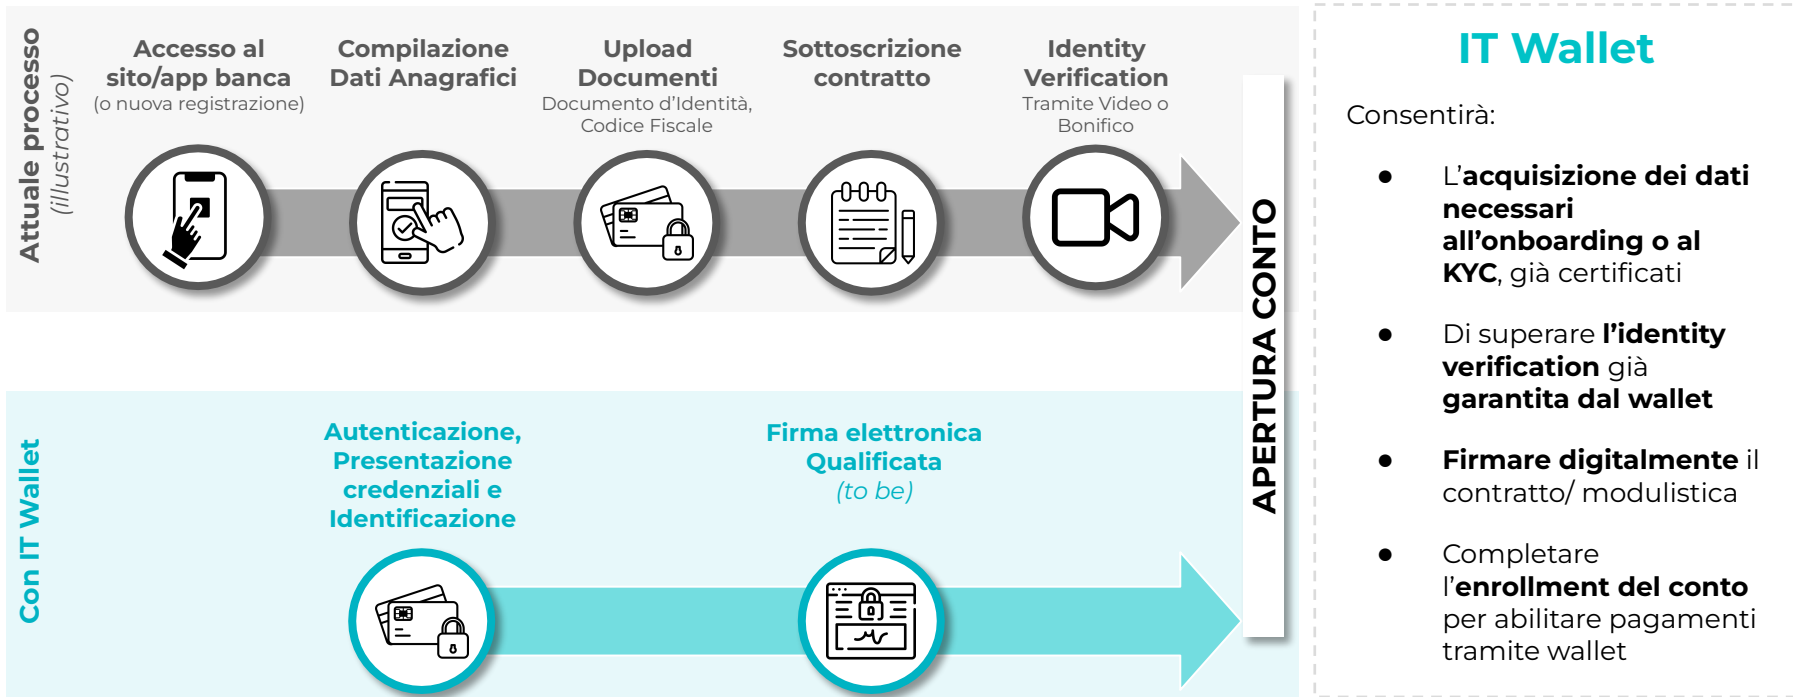 Attuale processo
(illustrativo)
Accesso al
sito/app banca
(o nuova registrazione)
Compilazione
Dati Anagrafici
Upload
Documenti
Documento d'Identità,
Codice Fiscale
Sottoscrizione
contratto
Identity
Verification
Tramite Video o
Bonifico
APERTURA CONTO
Con IT Wallet
Autenticazione,
Presentazione
credenziali e
Identificazione
Firma elettronica
Qualificata
(to be)
IT Wallet
Consentirà:
● L'acquisizione dei dati
necessari
all'onboarding o al
KYC, già certificati
● Di superare l'identity
verification già
garantita dal wallet
● Firmare digitalmente il
contratto/ modulistica
● Completare
l'enrollment del conto
per abilitare pagamenti
tramite wallet